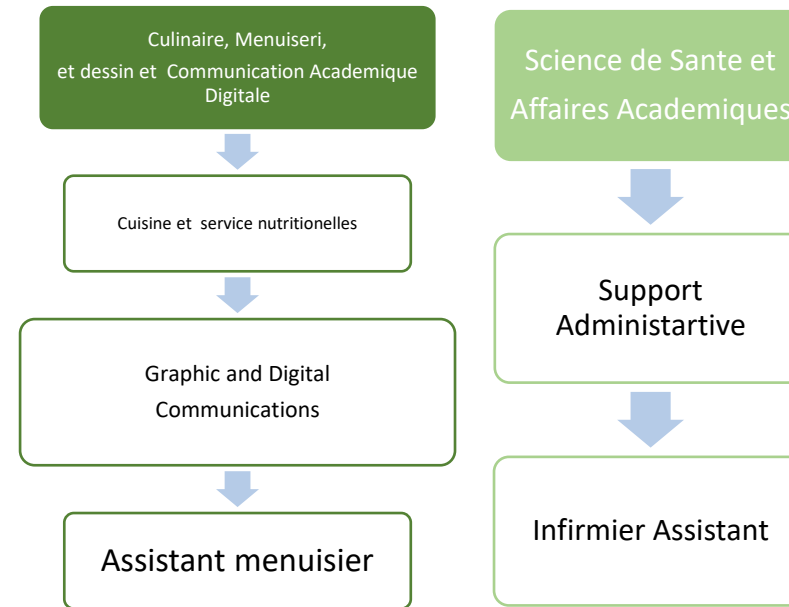 Culinaire, Menuiseri,
et dessin et Communication Academique
Digitale
Cuisine et service nutritionelles
Graphic and Digital
Communications
Assistant menuisier
Science de Sante et
Affaires Academiques
Support
Administartive
Infirmier Assistant